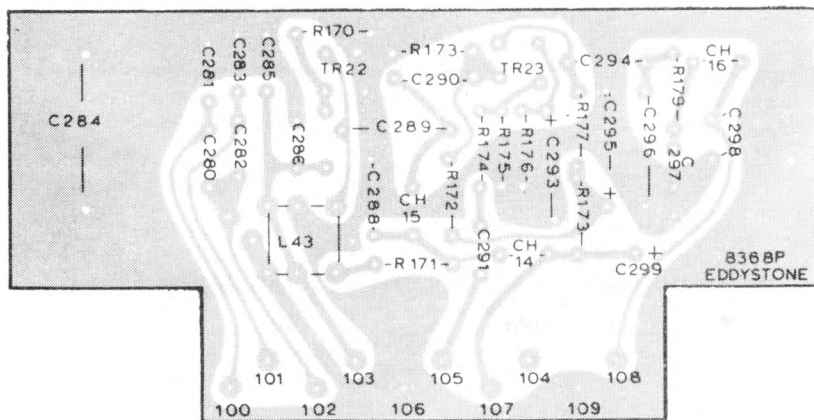 R170
C281
C283
C285
TR22
R173
C290
TR23
C294
CH
16
R179
C284
C289
R174
R175
R176
C293
R177
C295
C296
C
297
C298
C280
C282
C286
C288
CH
15
R172
R173
L43
R171
C291
CH
14
C299
8368P
EDDYSTONE
101
103
105
104
108
100
102
106
107
109